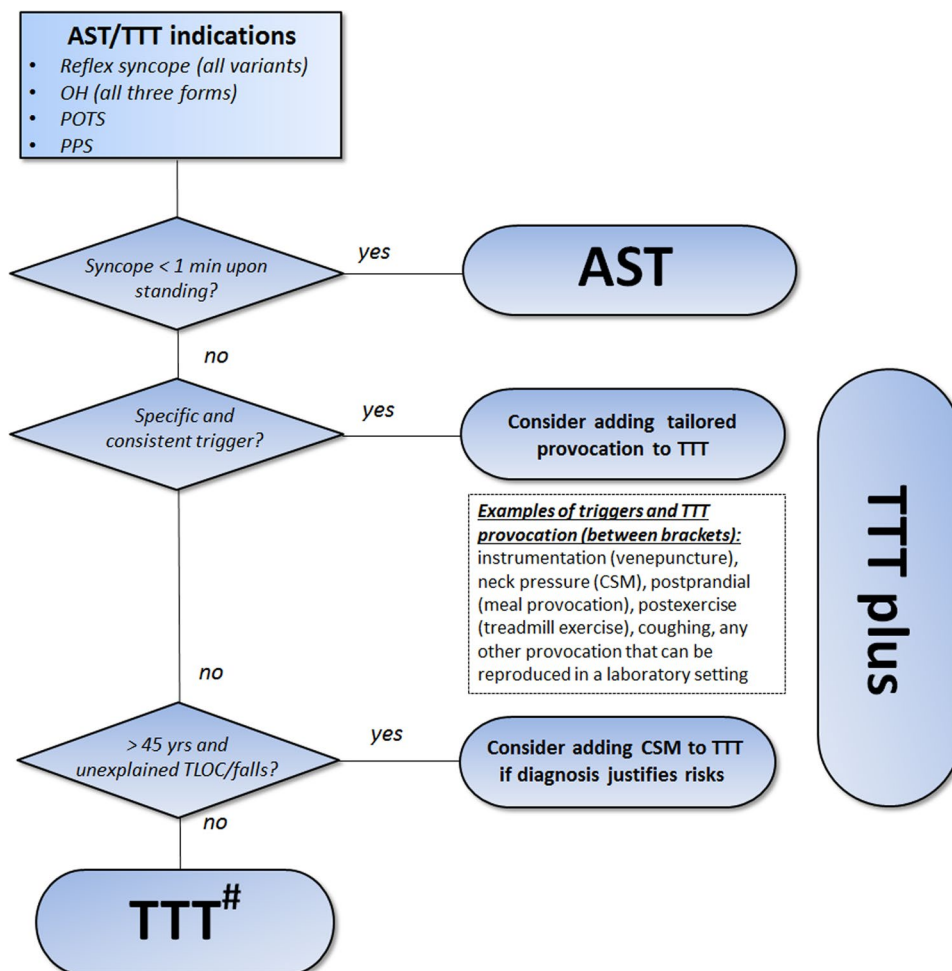 AST/TTT indications
• Reflex syncope (all variants)
• OH (all three forms)
• POTS
• PPS
Syncope < 1 min upon
standing?
yes
AST
no
Specific and
consistent trigger?
yes
Consider adding tailored
provocation to TTT
Examples of triggers and TTT
provocation (between brackets):
instrumentation (venepuncture),
neck pressure (CSM), postprandial
(meal provocation), postexercise
(treadmill exercise), coughing, any
other provocation that can be
reproduced in a laboratory setting
TTT plus
no
> 45 yrs and
unexplained TLOC/falls?
yes
Consider adding CSM to TTT
if diagnosis justifies risks
no
TTT#